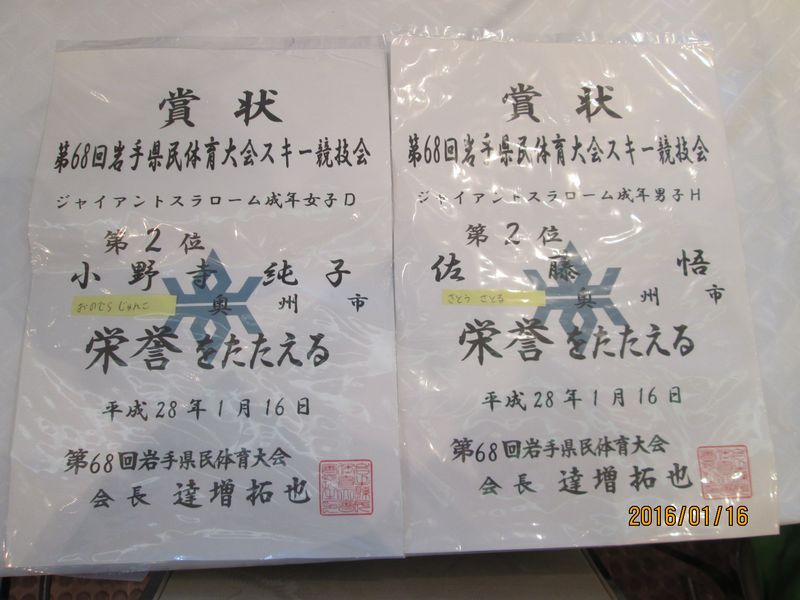 賞状
第68回岩手県民体育大会スキー競技会
ジャイアントスラローム成年女子D
第2位
小野寺 純子
おのでら じゅんこ
奥州市
栄誉をたたえる
平成28年1月16日
第68回岩手県民体育大会
会長 達増拓也
賞状
第68回岩手県民体育大会スキー競技会
ジャイアントスラローム成年男子H
第2位
佐藤 悟
さとう さとる
奥州市
栄誉をたたえる
平成28年1月16日
第68回岩手県民体育大会
会長 達増拓也
2016/01/16